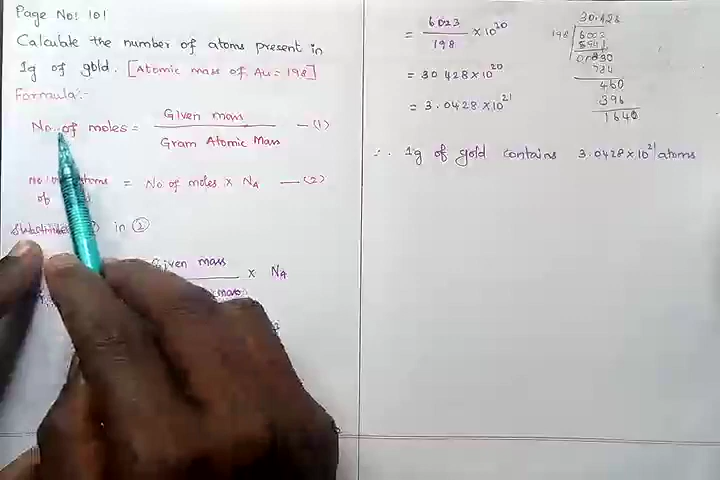 Page No: 101
Calculate the number of atoms present in
1g of gold. [Atomic mass of Au = 198]
Formula:-
No. of moles = Given mass / Gram Atomic Mass — (1)
No. of atoms = No. of moles × NA — (2)
Substitute in ②
Given mass × NA
mass
= 6023 / 198 × 10^20
= 30.428 × 10^20
= 3.0428 × 10^21
∴ 1g of gold contains 3.0428 × 10^21 atoms
30.428
198
594
460
396
1640